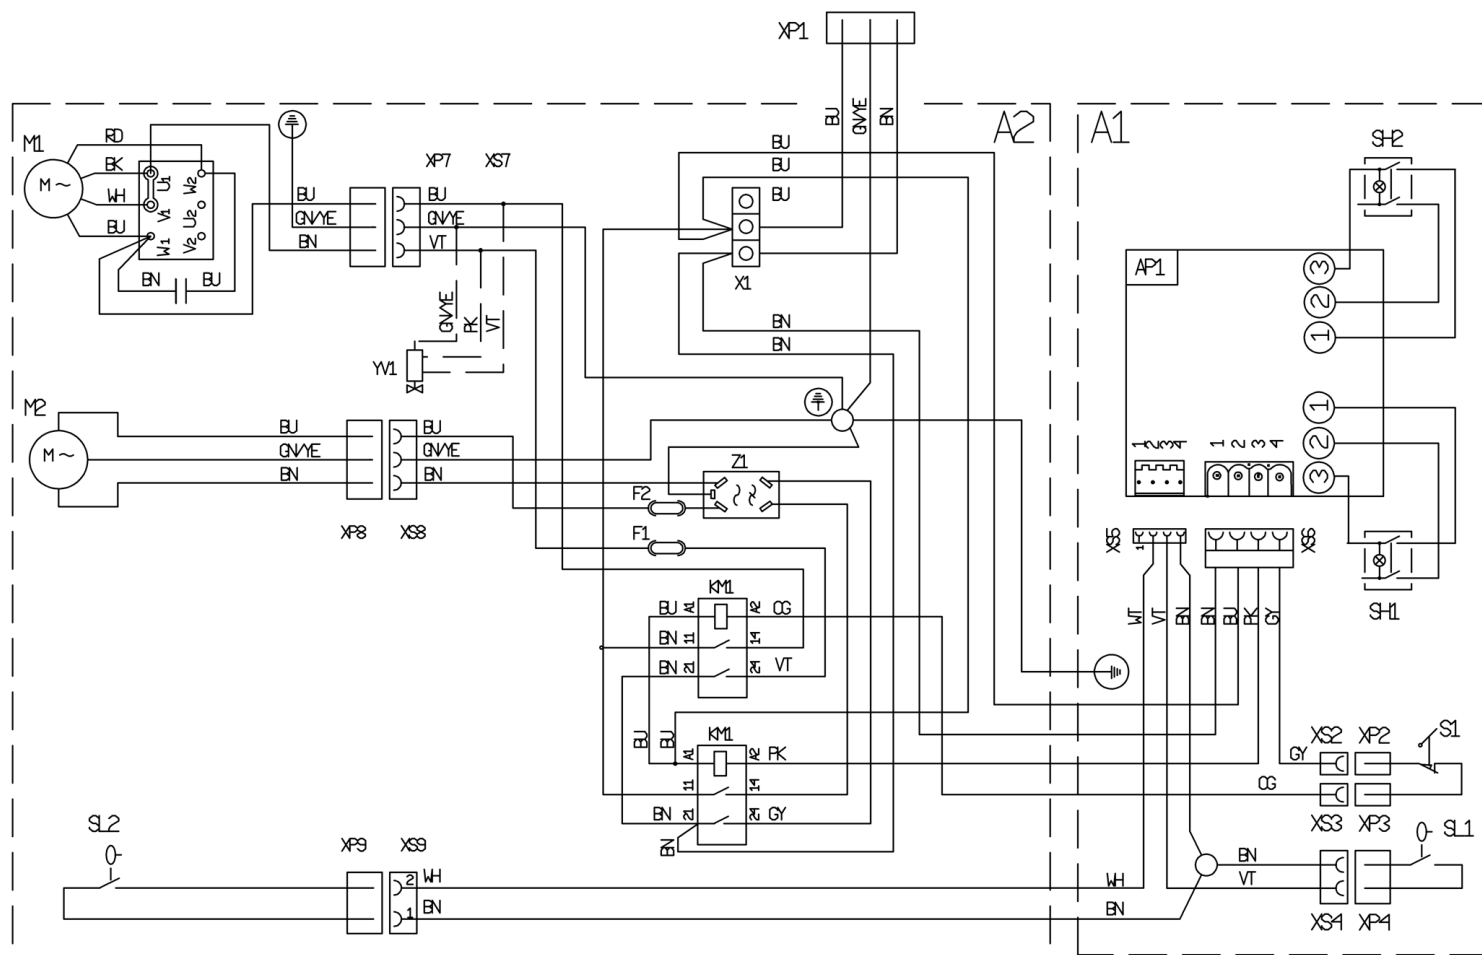 XP1
BU
GN/YE
BN
A2
A1
M1
RD
BK
WH
BU
M ~
U1
W2
V1
U2
W1
V2
BN
BU
BU
GN/YE
BN
XP7
XS7
BU
GN/YE
VT
GN/YE
PK
VT
YV1
BU
BU
BU
X1
BN
BN
SH2
AP1
3
2
1
1
2
3
1
2
3
4
1
2
3
4
M2
M ~
BU
GN/YE
BN
BU
GN/YE
BN
XP8
XS8
Z1
F2
F1
XS5
1
XS6
SH1
WT
VT
BN
BN
BU
PK
GY
KM1
BU
A1
A2
OG
BN
11
14
BN
21
24
VT
BU
BU
KM1
A1
A2
PK
11
14
BN
21
24
GY
BN
XS2
XP2
S1
GY
OG
XS3
XP3
SL1
SL2
XP9
XS9
2
WH
1
BN
WH
BN
BN
VT
XS4
XP4